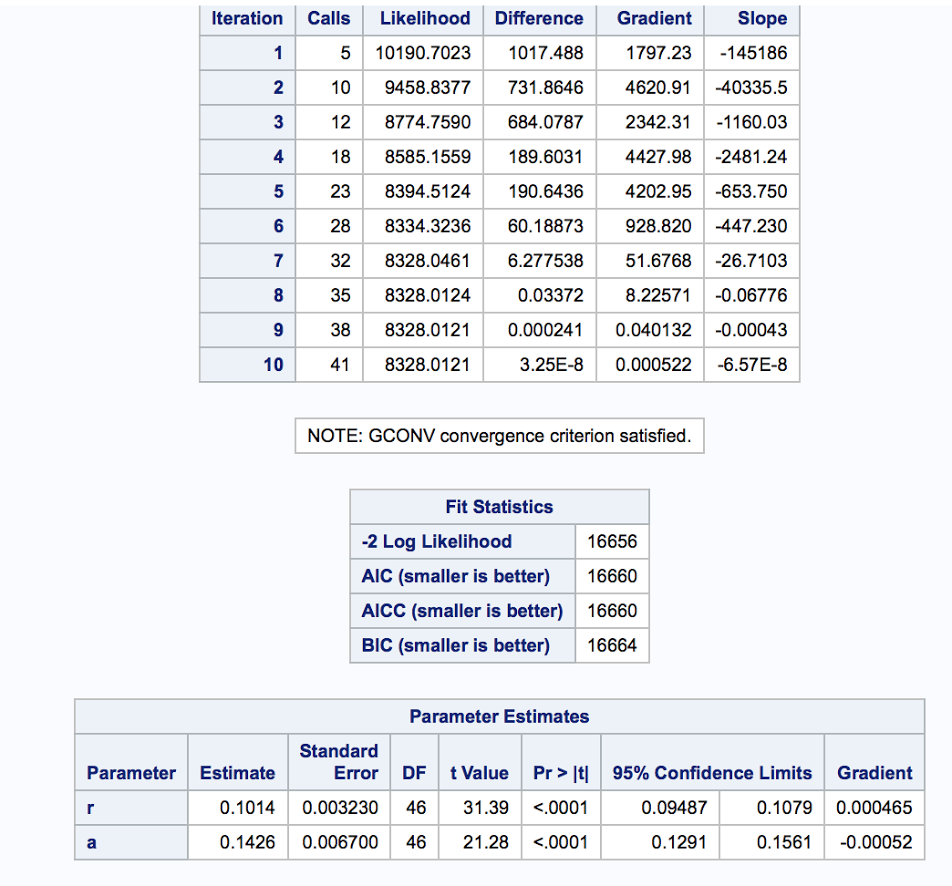 Iteration Calls Likelihood Difference Gradient Slope
1 5 10190.7023 1017.488 1797.23 -145186
2 10 9458.8377 731.8646 4620.91 -40335.5
3 12 8774.7590 684.0787 2342.31 -1160.03
4 18 8585.1559 189.6031 4427.98 -2481.24
5 23 8394.5124 190.6436 4202.95 -653.750
6 28 8334.3236 60.18873 928.820 -447.230
7 32 8328.0461 6.277538 51.6768 -26.7103
8 35 8328.0124 0.03372 8.22571 -0.06776
9 38 8328.0121 0.000241 0.040132 -0.00043
10 41 8328.0121 3.25E-8 0.000522 -6.57E-8
NOTE: GCONV convergence criterion satisfied.
Fit Statistics
-2 Log Likelihood 16656
AIC (smaller is better) 16660
AICC (smaller is better) 16660
BIC (smaller is better) 16664
Parameter Estimates
Parameter Estimate Standard Error DF t Value Pr > |t| 95% Confidence Limits Gradient
r 0.1014 0.003230 46 31.39 <.0001 0.09487 0.1079 0.000465
a 0.1426 0.006700 46 21.28 <.0001 0.1291 0.1561 -0.00052